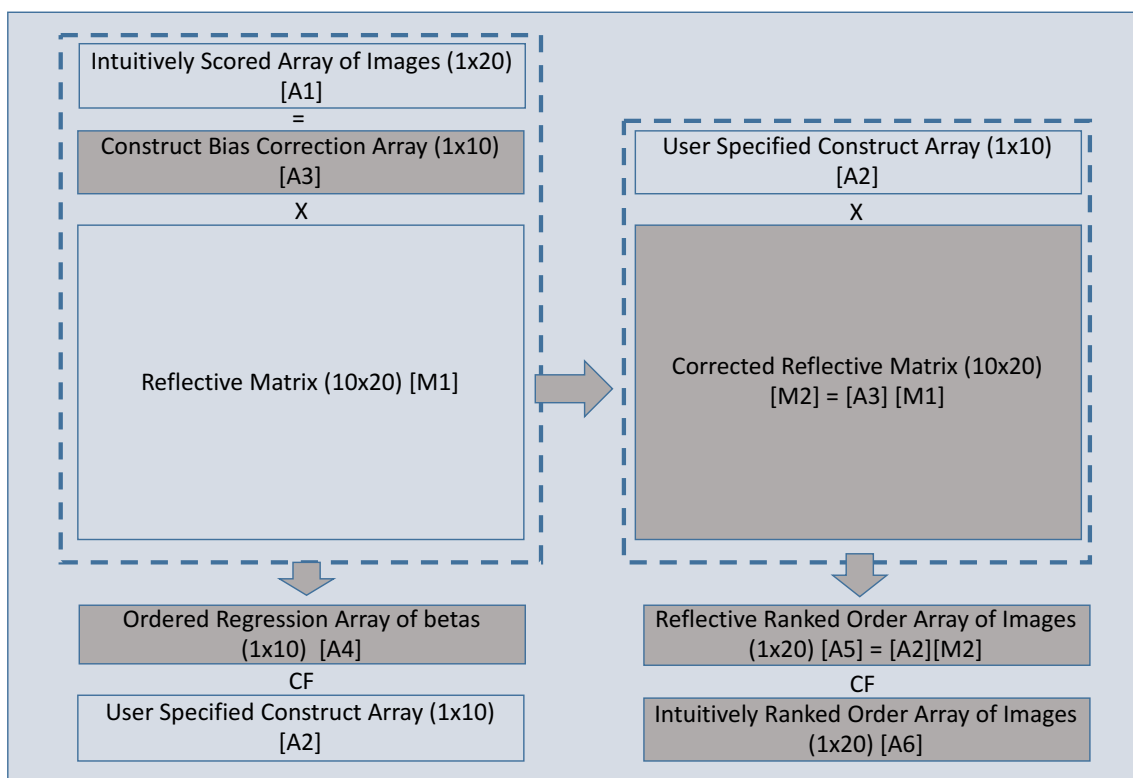 Intuitively Scored Array of Images (1x20)
[A1]
=
Construct Bias Correction Array (1x10)
[A3]
X
Reflective Matrix (10x20) [M1]
Ordered Regression Array of betas
(1x10) [A4]
CF
User Specified Construct Array (1x10)
[A2]
User Specified Construct Array (1x10)
[A2]
X
Corrected Reflective Matrix (10x20)
[M2] = [A3] [M1]
Reflective Ranked Order Array of Images
(1x20) [A5] = [A2][M2]
CF
Intuitively Ranked Order Array of Images
(1x20) [A6]